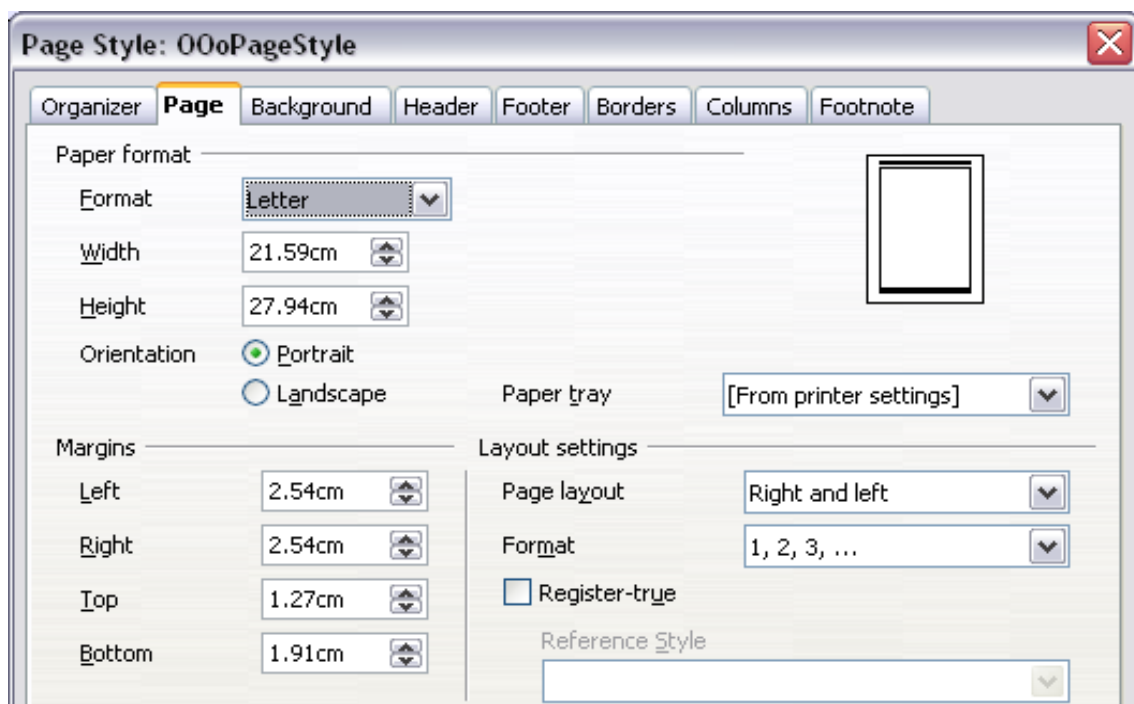 Page Style: OOoPageStyle
Organizer Page Background Header Footer Borders Columns Footnote
Paper format
Format Letter
Width 21.59cm
Height 27.94cm
Orientation Portrait
Landscape
Paper tray [From printer settings]
Margins
Left 2.54cm
Right 2.54cm
Top 1.27cm
Bottom 1.91cm
Layout settings
Page layout Right and left
Format 1, 2, 3, ...
Register-true
Reference Style